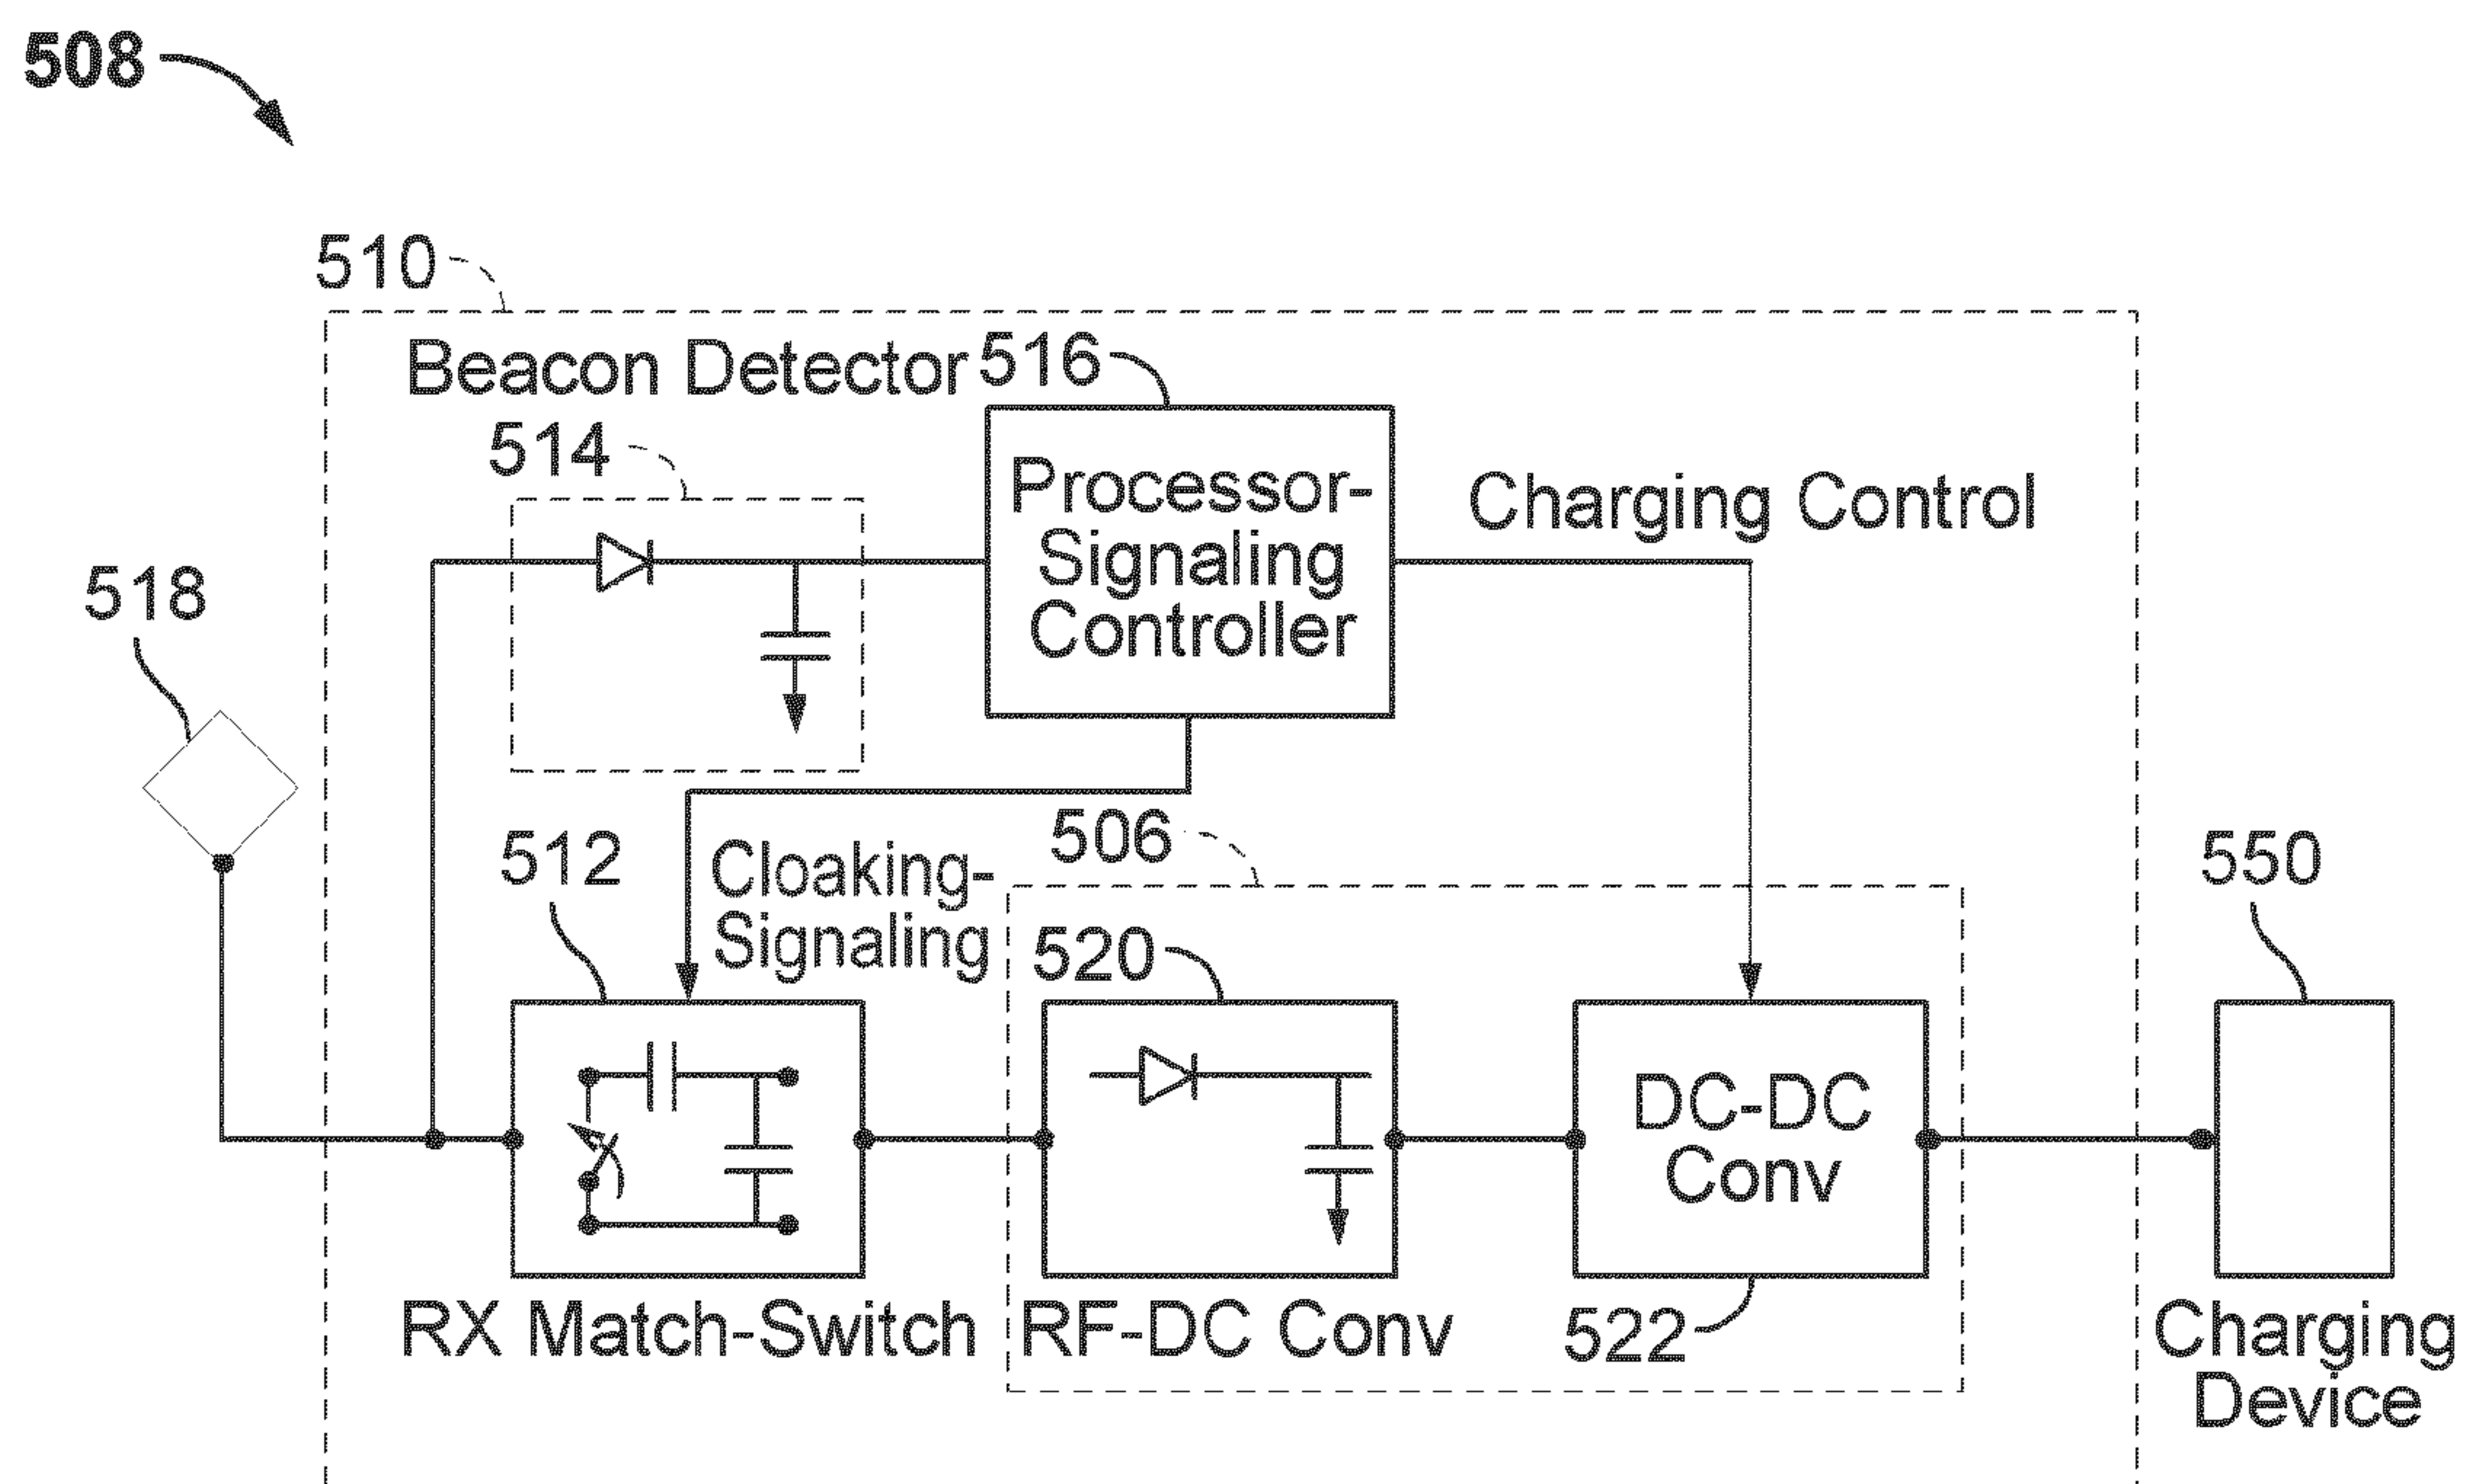 508
510
Beacon Detector
516
514
Processor-
Signaling
Controller
Charging Control
518
512
Cloaking-
Signaling
506
520
550
DC-DC
Conv
RX Match-Switch
RF-DC Conv
522
Charging
Device